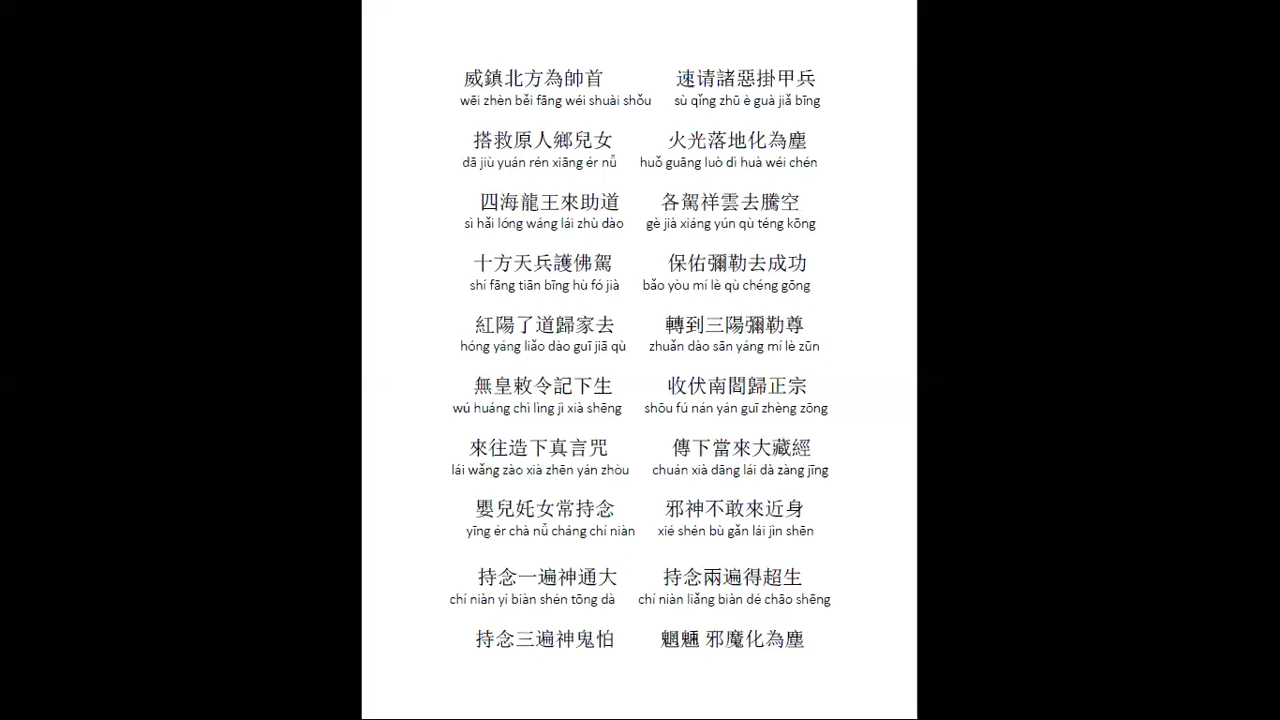 威鎮北方為帥首 速请諸惡掛甲兵
wēi zhèn běi fāng wéi shuài shǒu sù qǐng zhū è guà jiǎ bīng
搭救原人鄉兒女 火光落地化為塵
dā jiù yuán rén xiāng ér nǚ huǒ guāng luò dì huà wéi chén
四海龍王來助道 各駕祥雲去騰空
sì hǎi lóng wáng lái zhù dào gè jià xiáng yún qù téng kōng
十方天兵護佛駕 保佑彌勒去成功
shí fāng tiān bīng hù fó jià bǎo yòu mí lè qù chéng gōng
紅陽了道歸家去 轉到三陽彌勒尊
hóng yáng liǎo dào guī jiā qù zhuǎn dào sān yáng mí lè zūn
無皇敕令記下生 收伏南閻歸正宗
wú huáng chì lìng jì xià shēng shōu fú nán yán guī zhèng zōng
來往造下真言咒 傳下當來大藏經
lái wǎng zào xià zhēn yán zhòu chuán xià dāng lái dà zàng jīng
嬰兒奼女常持念 邪神不敢來近身
yīng ér chà nǚ cháng chí niàn xié shén bù gǎn lái jìn shēn
持念一遍神通大 持念兩遍得超生
chí niàn yí biàn shén tōng dà chí niàn liǎng biàn dé chāo shēng
持念三遍神鬼怕 魍魎 邪魔化為塵